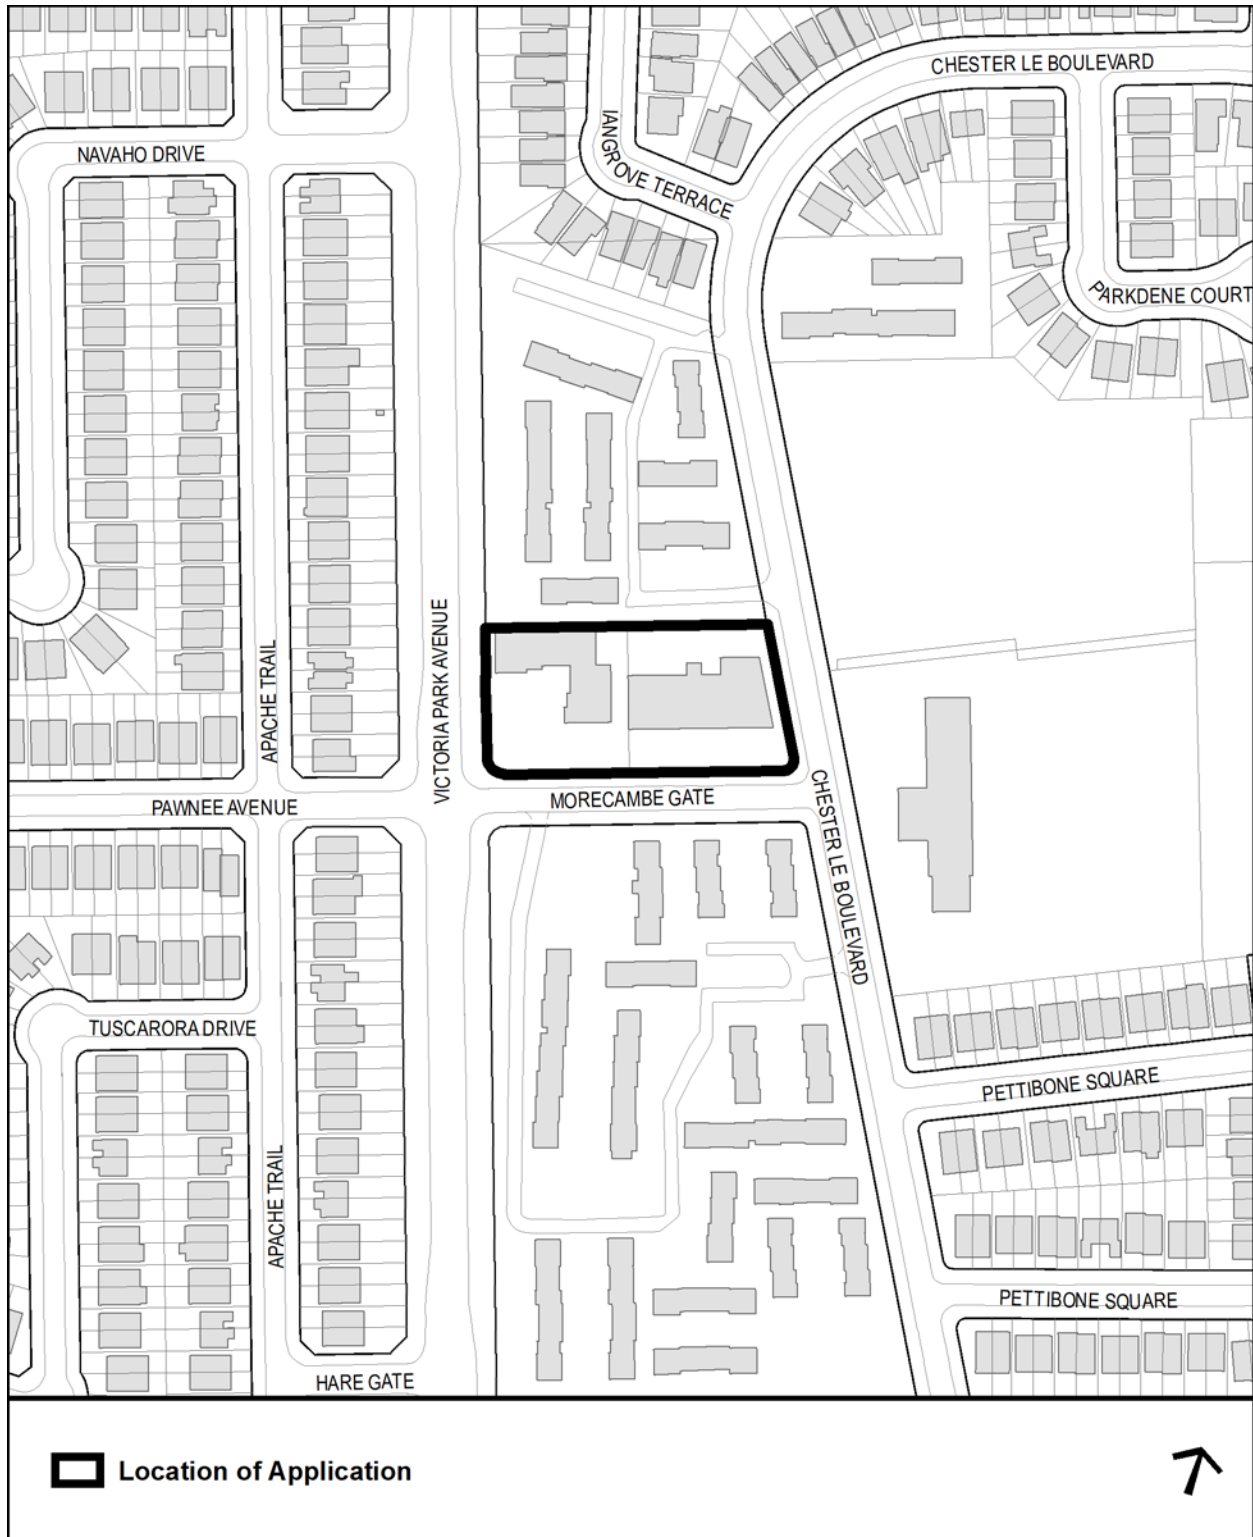 CHESTER LE BOULEVARD
NAVAHO DRIVE
IANGROVE TERRACE
PARKDENE COURT
VICTORIA PARK AVENUE
APACHE TRAIL
PAWNEE AVENUE
MORECAMBE GATE
CHESTER LE BOULEVARD
TUSCARORA DRIVE
PETTIBONE SQUARE
APACHE TRAIL
PETTIBONE SQUARE
HARE GATE
Location of Application